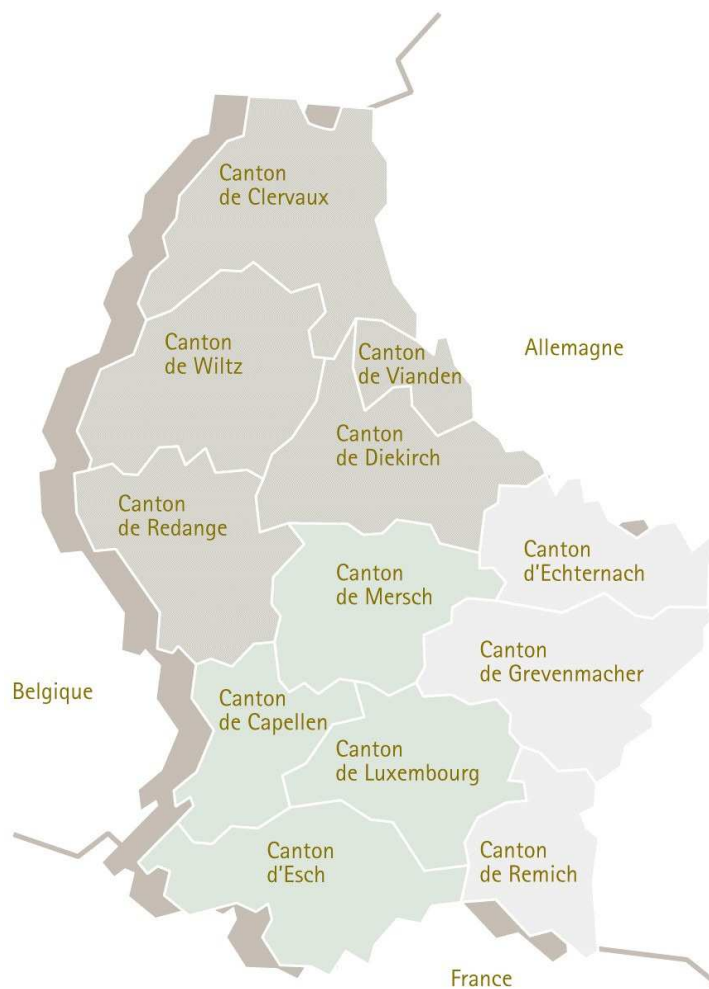 Canton
de Clervaux
Canton
de Wiltz
Canton
de Vianden
Allemagne
Canton
de Diekirch
Canton
de Redange
Canton
d'Echternach
Canton
de Mersch
Canton
de Grevenmacher
Belgique
Canton
de Capellen
Canton
de Luxembourg
Canton
d'Esch
Canton
de Remich
France